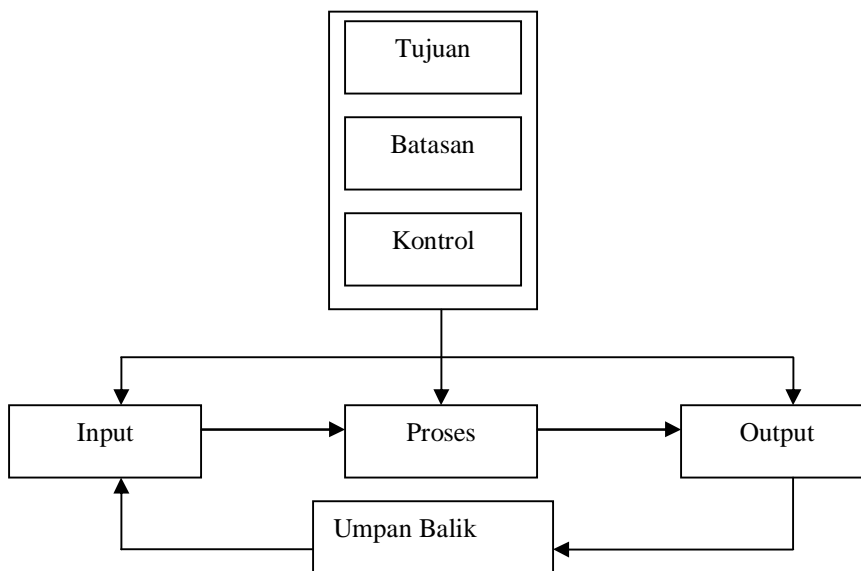 Tujuan
Batasan
Kontrol
Input
Proses
Output
Umpan Balik